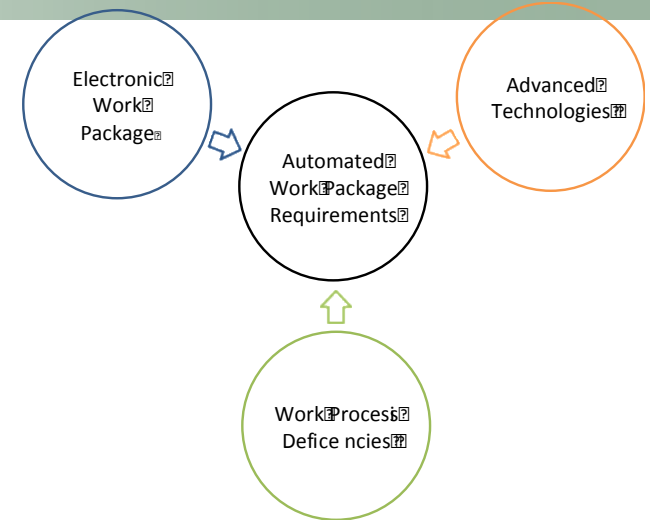 Electronic⍰
Work⍰
Package⍰
Advanced⍰
Technologies⍰⍰
Automated⍰
Work⍰Package⍰
Requirements⍰
Work⍰Process⍰
Defice ncies⍰⍰